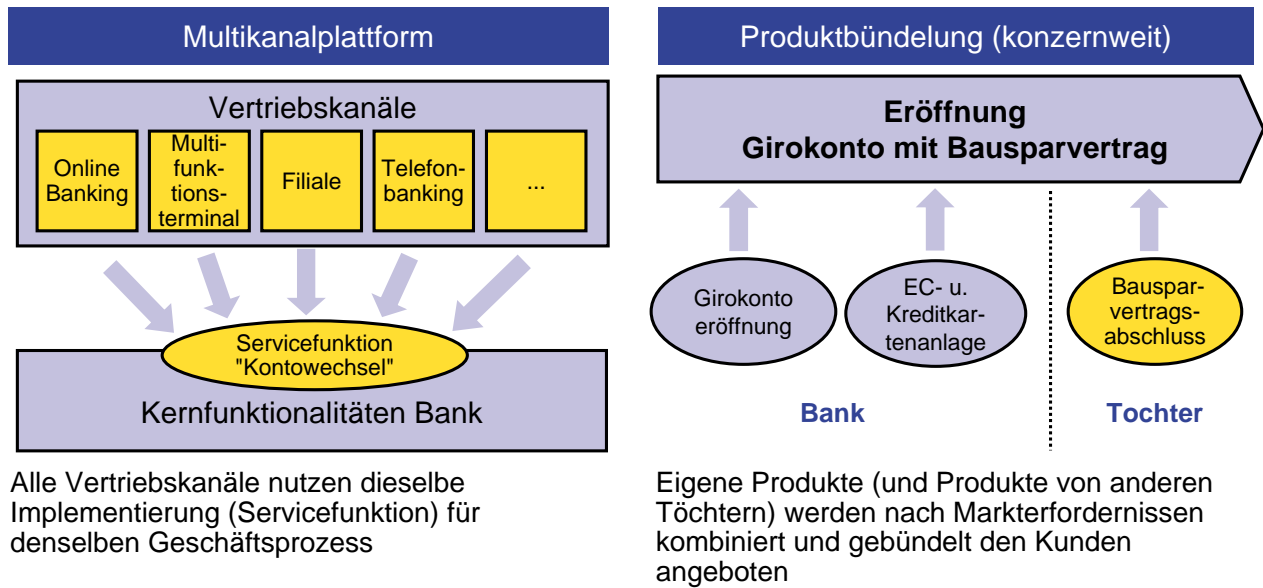 Multikanalplattform
Vertriebskanäle
Online
Banking
Multi-
funk-
tions-
terminal
Filiale
Telefon-
banking
...
Servicefunktion
"Kontowechsel"
Kernfunktionalitäten Bank
Alle Vertriebskanäle nutzen dieselbe
Implementierung (Servicefunktion) für
denselben Geschäftsprozess
Produktbündelung (konzernweit)
Eröffnung
Girokonto mit Bausparvertrag
Girokonto
eröffnung
EC- u.
Kreditkar-
tenanlage
Bauspar-
vertrags-
abschluss
Bank
Tochter
Eigene Produkte (und Produkte von anderen
Töchtern) werden nach Markterfordernissen
kombiniert und gebündelt den Kunden
angeboten